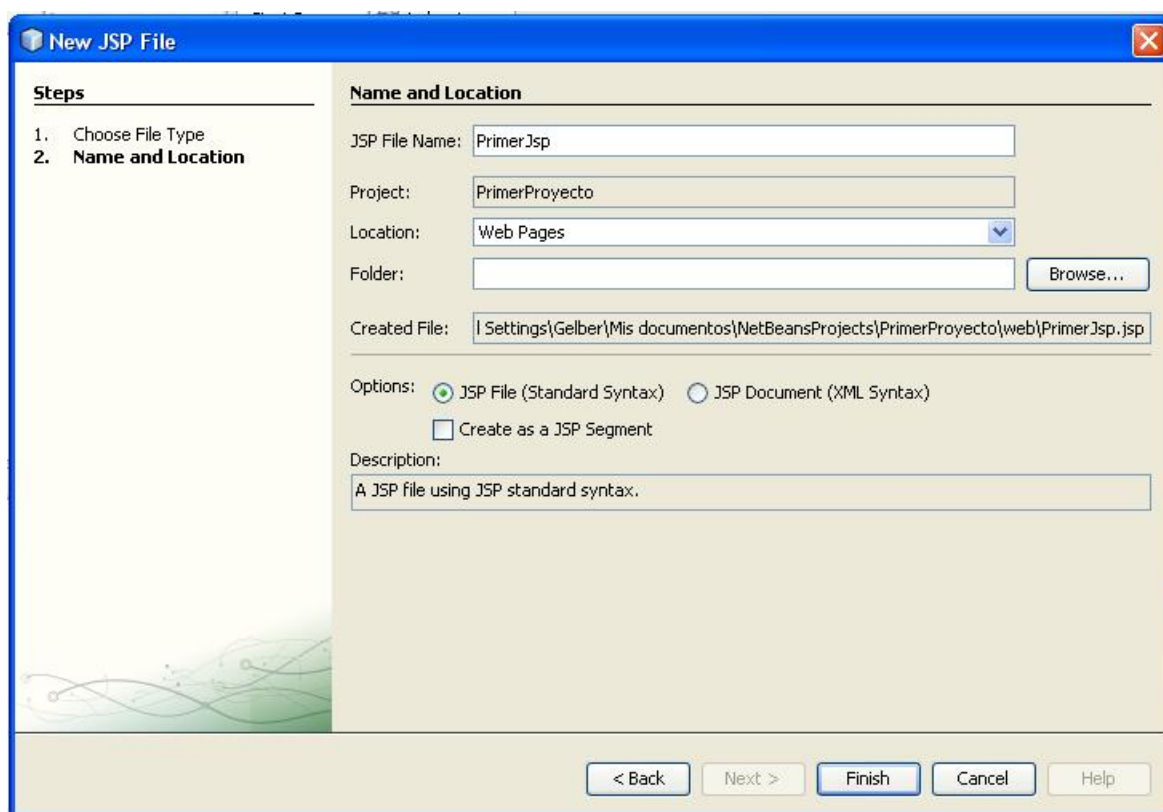 New JSP File
Steps
1. Choose File Type
2. Name and Location
Name and Location
JSP File Name: PrimerJsp
Project: PrimerProyecto
Location: Web Pages
Folder: Browse...
Created File: l Settings\Gelber\Mis documentos\NetBeansProjects\PrimerProyecto\web\PrimerJsp.jsp
Options: JSP File (Standard Syntax) JSP Document (XML Syntax)
Create as a JSP Segment
Description:
A JSP file using JSP standard syntax.
< Back Next > Finish Cancel Help